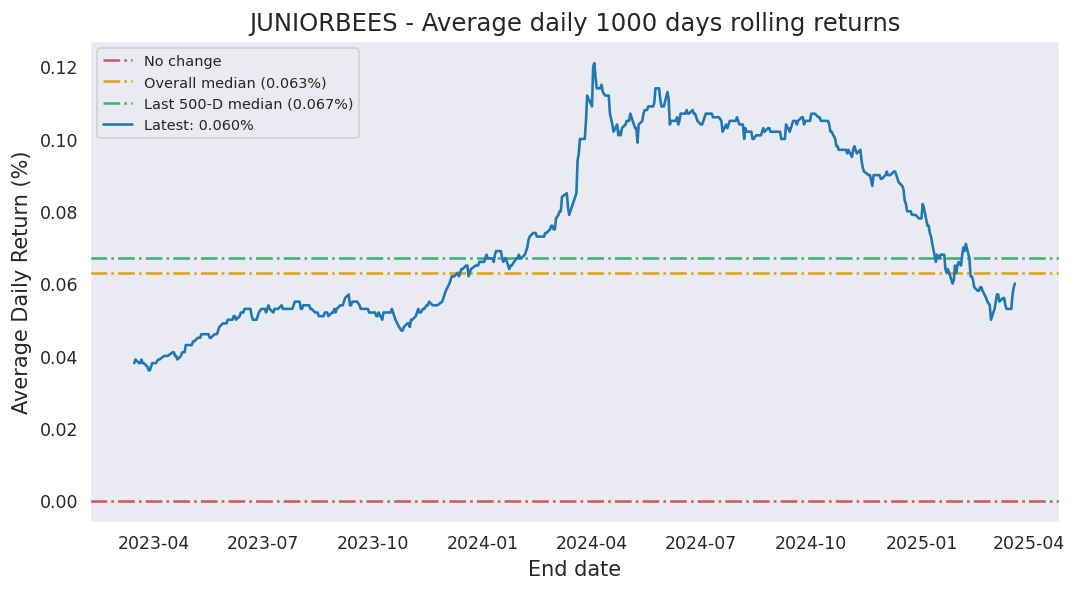 JUNIORBEES - Average daily 1000 days rolling returns
No change
Overall median (0.063%)
Last 500-D median (0.067%)
Latest: 0.060%
Average Daily Return (%)
0.12
0.10
0.08
0.06
0.04
0.02
0.00
2023-04 2023-07 2023-10 2024-01 2024-04 2024-07 2024-10 2025-01 2025-04
End date